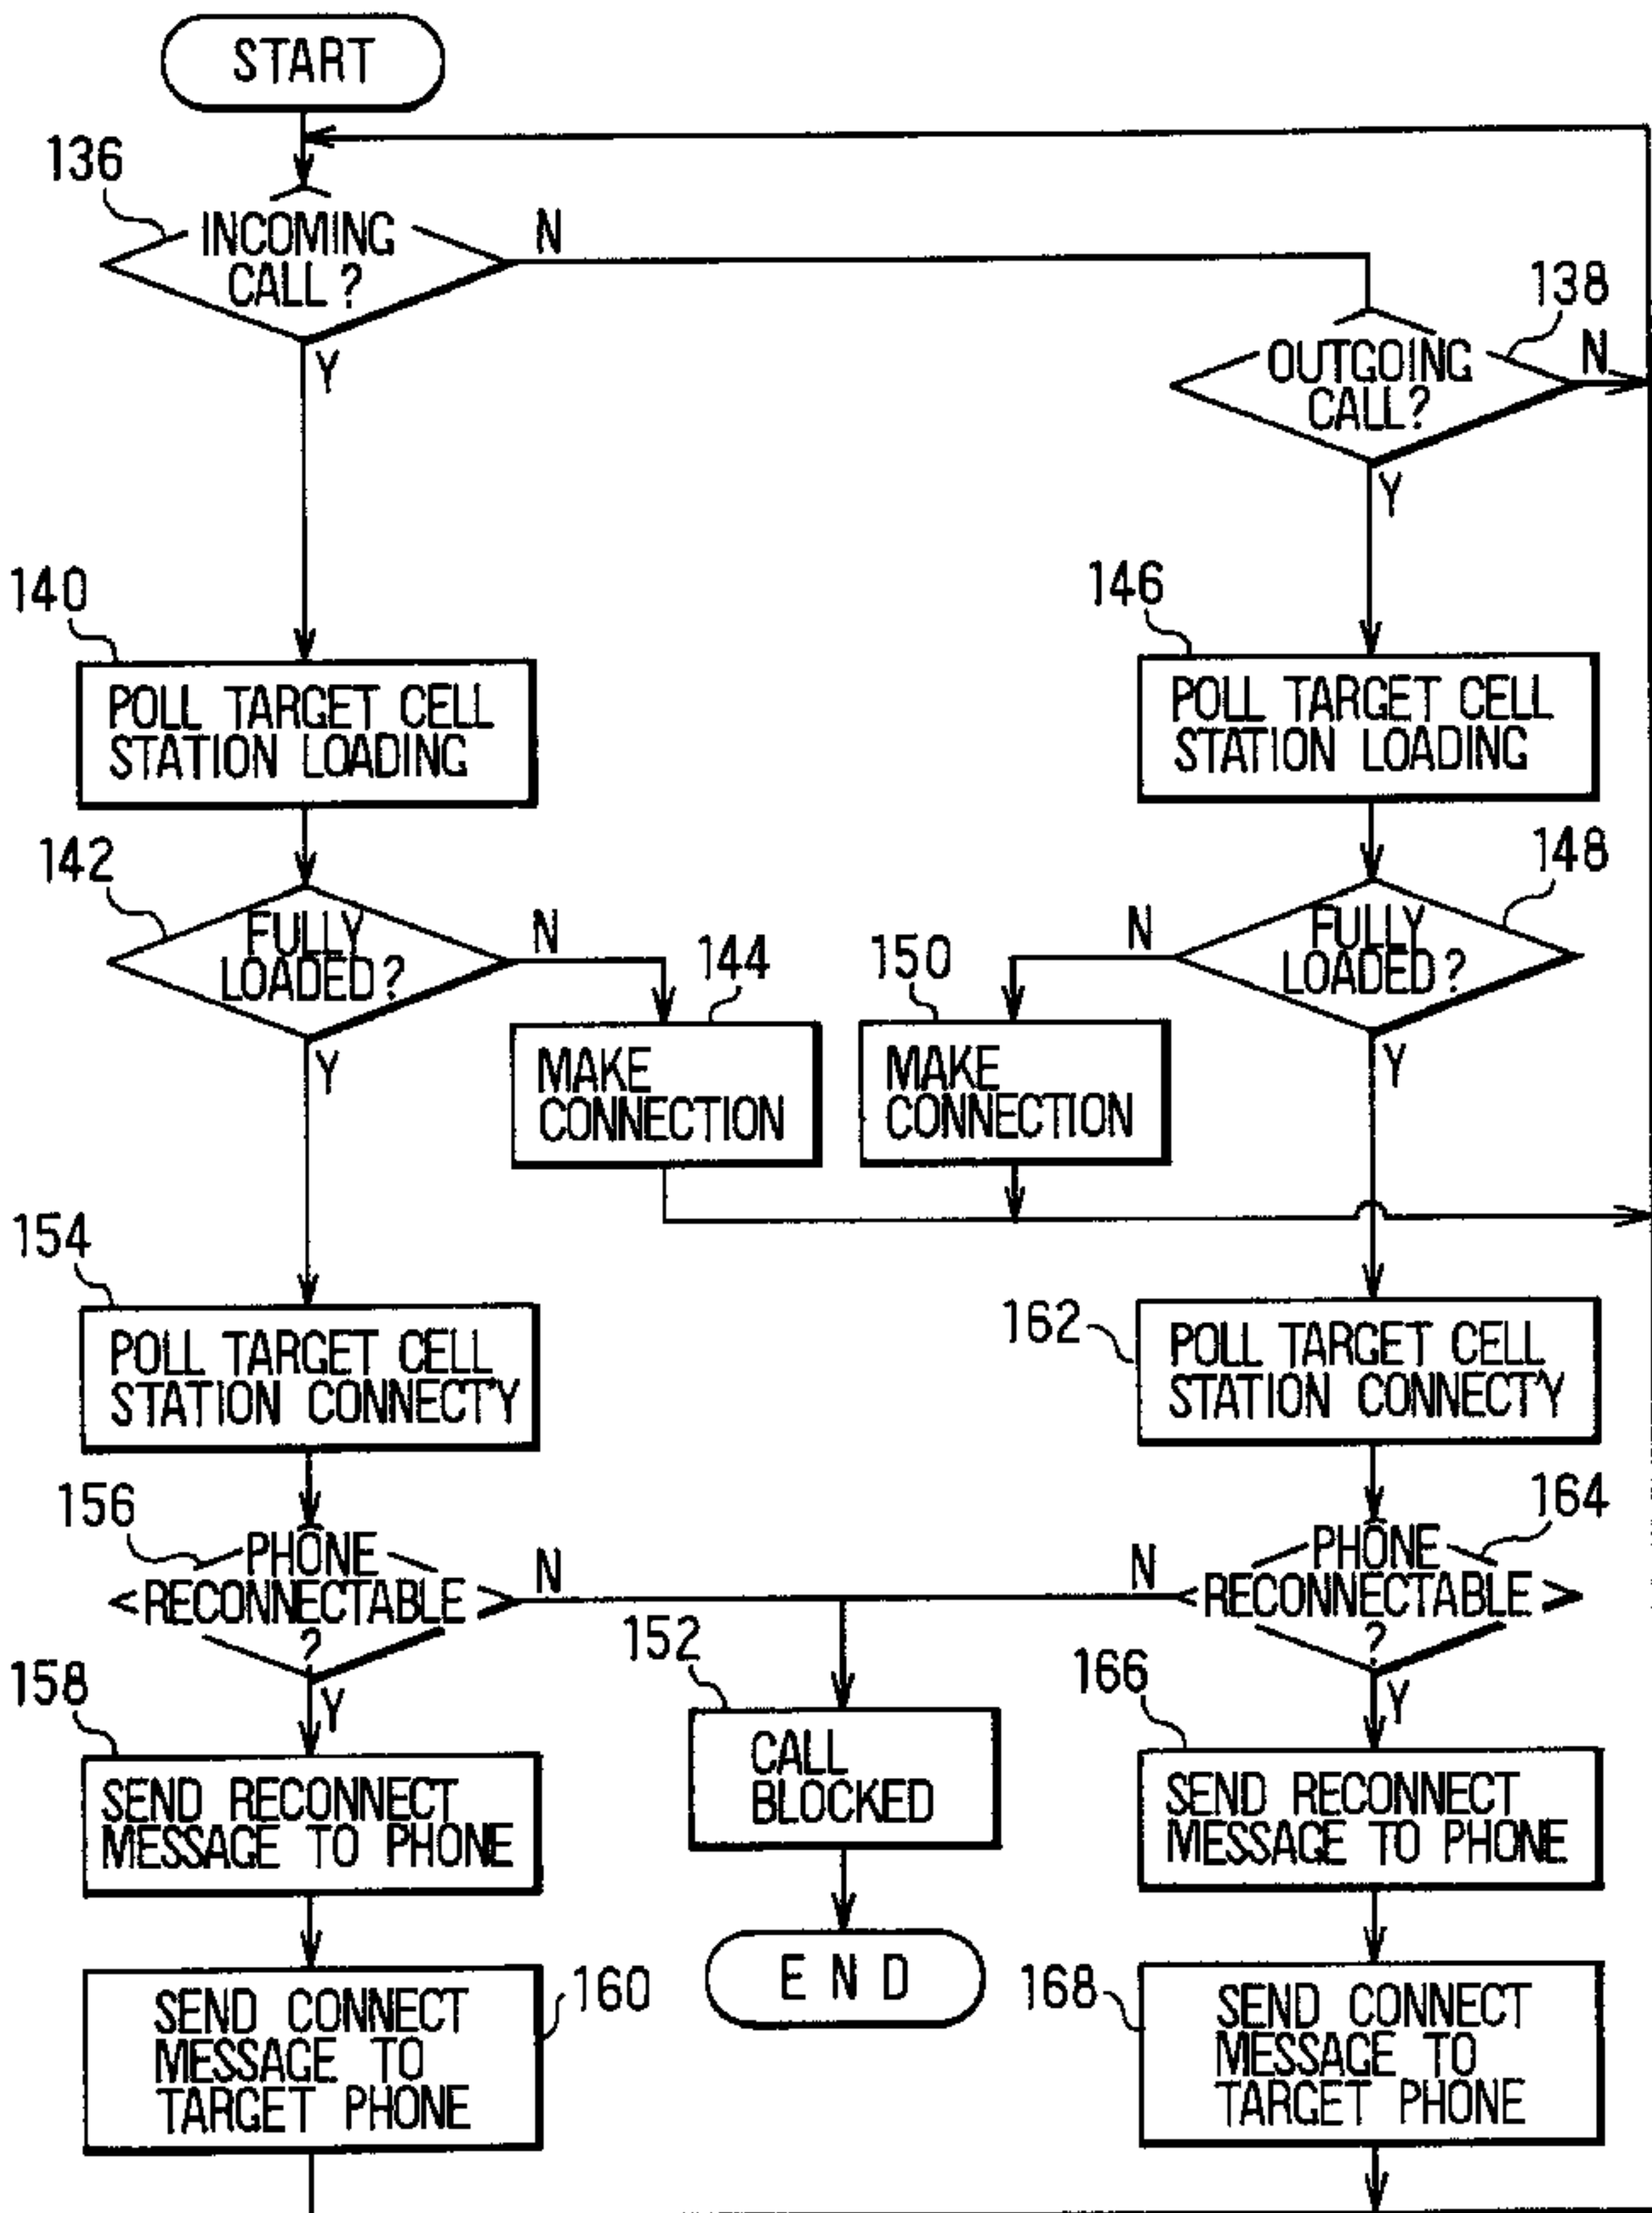 START
136
INCOMING
CALL?
N
Y
138
OUTGOING
CALL?
N
Y
140
POLL TARGET CELL
STATION LOADING
146
POLL TARGET CELL
STATION LOADING
142
FULLY
LOADED?
N
Y
144
MAKE
CONNECTION
148
FULLY
LOADED?
N
Y
150
MAKE
CONNECTION
154
POLL TARGET CELL
STATION CONNECTY
162
POLL TARGET CELL
STATION CONNECTY
156
PHONE
RECONNECTABLE
?
N
Y
164
PHONE
RECONNECTABLE
?
N
Y
152
CALL
BLOCKED
158
SEND RECONNECT
MESSAGE TO PHONE
166
SEND RECONNECT
MESSAGE TO PHONE
END
160
SEND CONNECT
MESSAGE TO
TARGET PHONE
168
SEND CONNECT
MESSAGE TO
TARGET PHONE